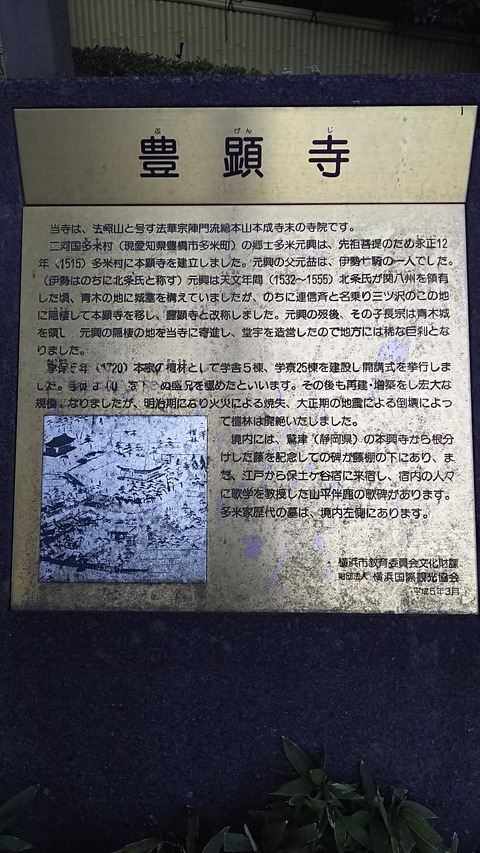 ぶ げん じ
豊顕寺
当寺は、法照山と号す法華宗陣門流総本山本成寺末の寺院です。
三河国多米村(現愛知県豊橋市多米町)の郷士多米元興は、先祖菩提のため永正12
年(1515)多米村に本顕寺を建立しました。元興の父元益は、伊勢七騎の一人でした。
(伊勢はのちに北条氏と称す)元興は天文年間(1532〜1555)北条氏が関八州を領有
した頃、青木の地に城塞を構えていましたが、のちに連信斉と名乗り三ツ沢のこの地
に隠棲して本顕寺を移し、豊顕寺と改称しました。元興の歿後、その子長宗は青木城
を領し 元興の隠棲の地を当寺に寄進し、堂宇を造営したので地方には稀な巨刹とな
りました。
享保5年(1720)本宗の檀林として学舎5棟、学寮25棟を建設し開講式を挙行しま
した。 ぬ盛況を極めたといいます。その後も再建・増築をし宏大な
規模 なりましたが、明治期になり火災による焼失、大正期の地震による倒壊によっ
て檀林は廃絶いたしました。
境内には、鷲津(静岡県)の本興寺から根分
けした藤を記念しての碑が藤棚の下にあり、ま
た、江戸から保土ヶ谷宿に来宿し、宿内の人々
に歌学を教授した山平伴鹿の歌碑があります。
多米家歴代の墓は、境内左側にあります。
横浜市教育委員会文化財課
財団法人 横浜国際観光協会
平成5年3月